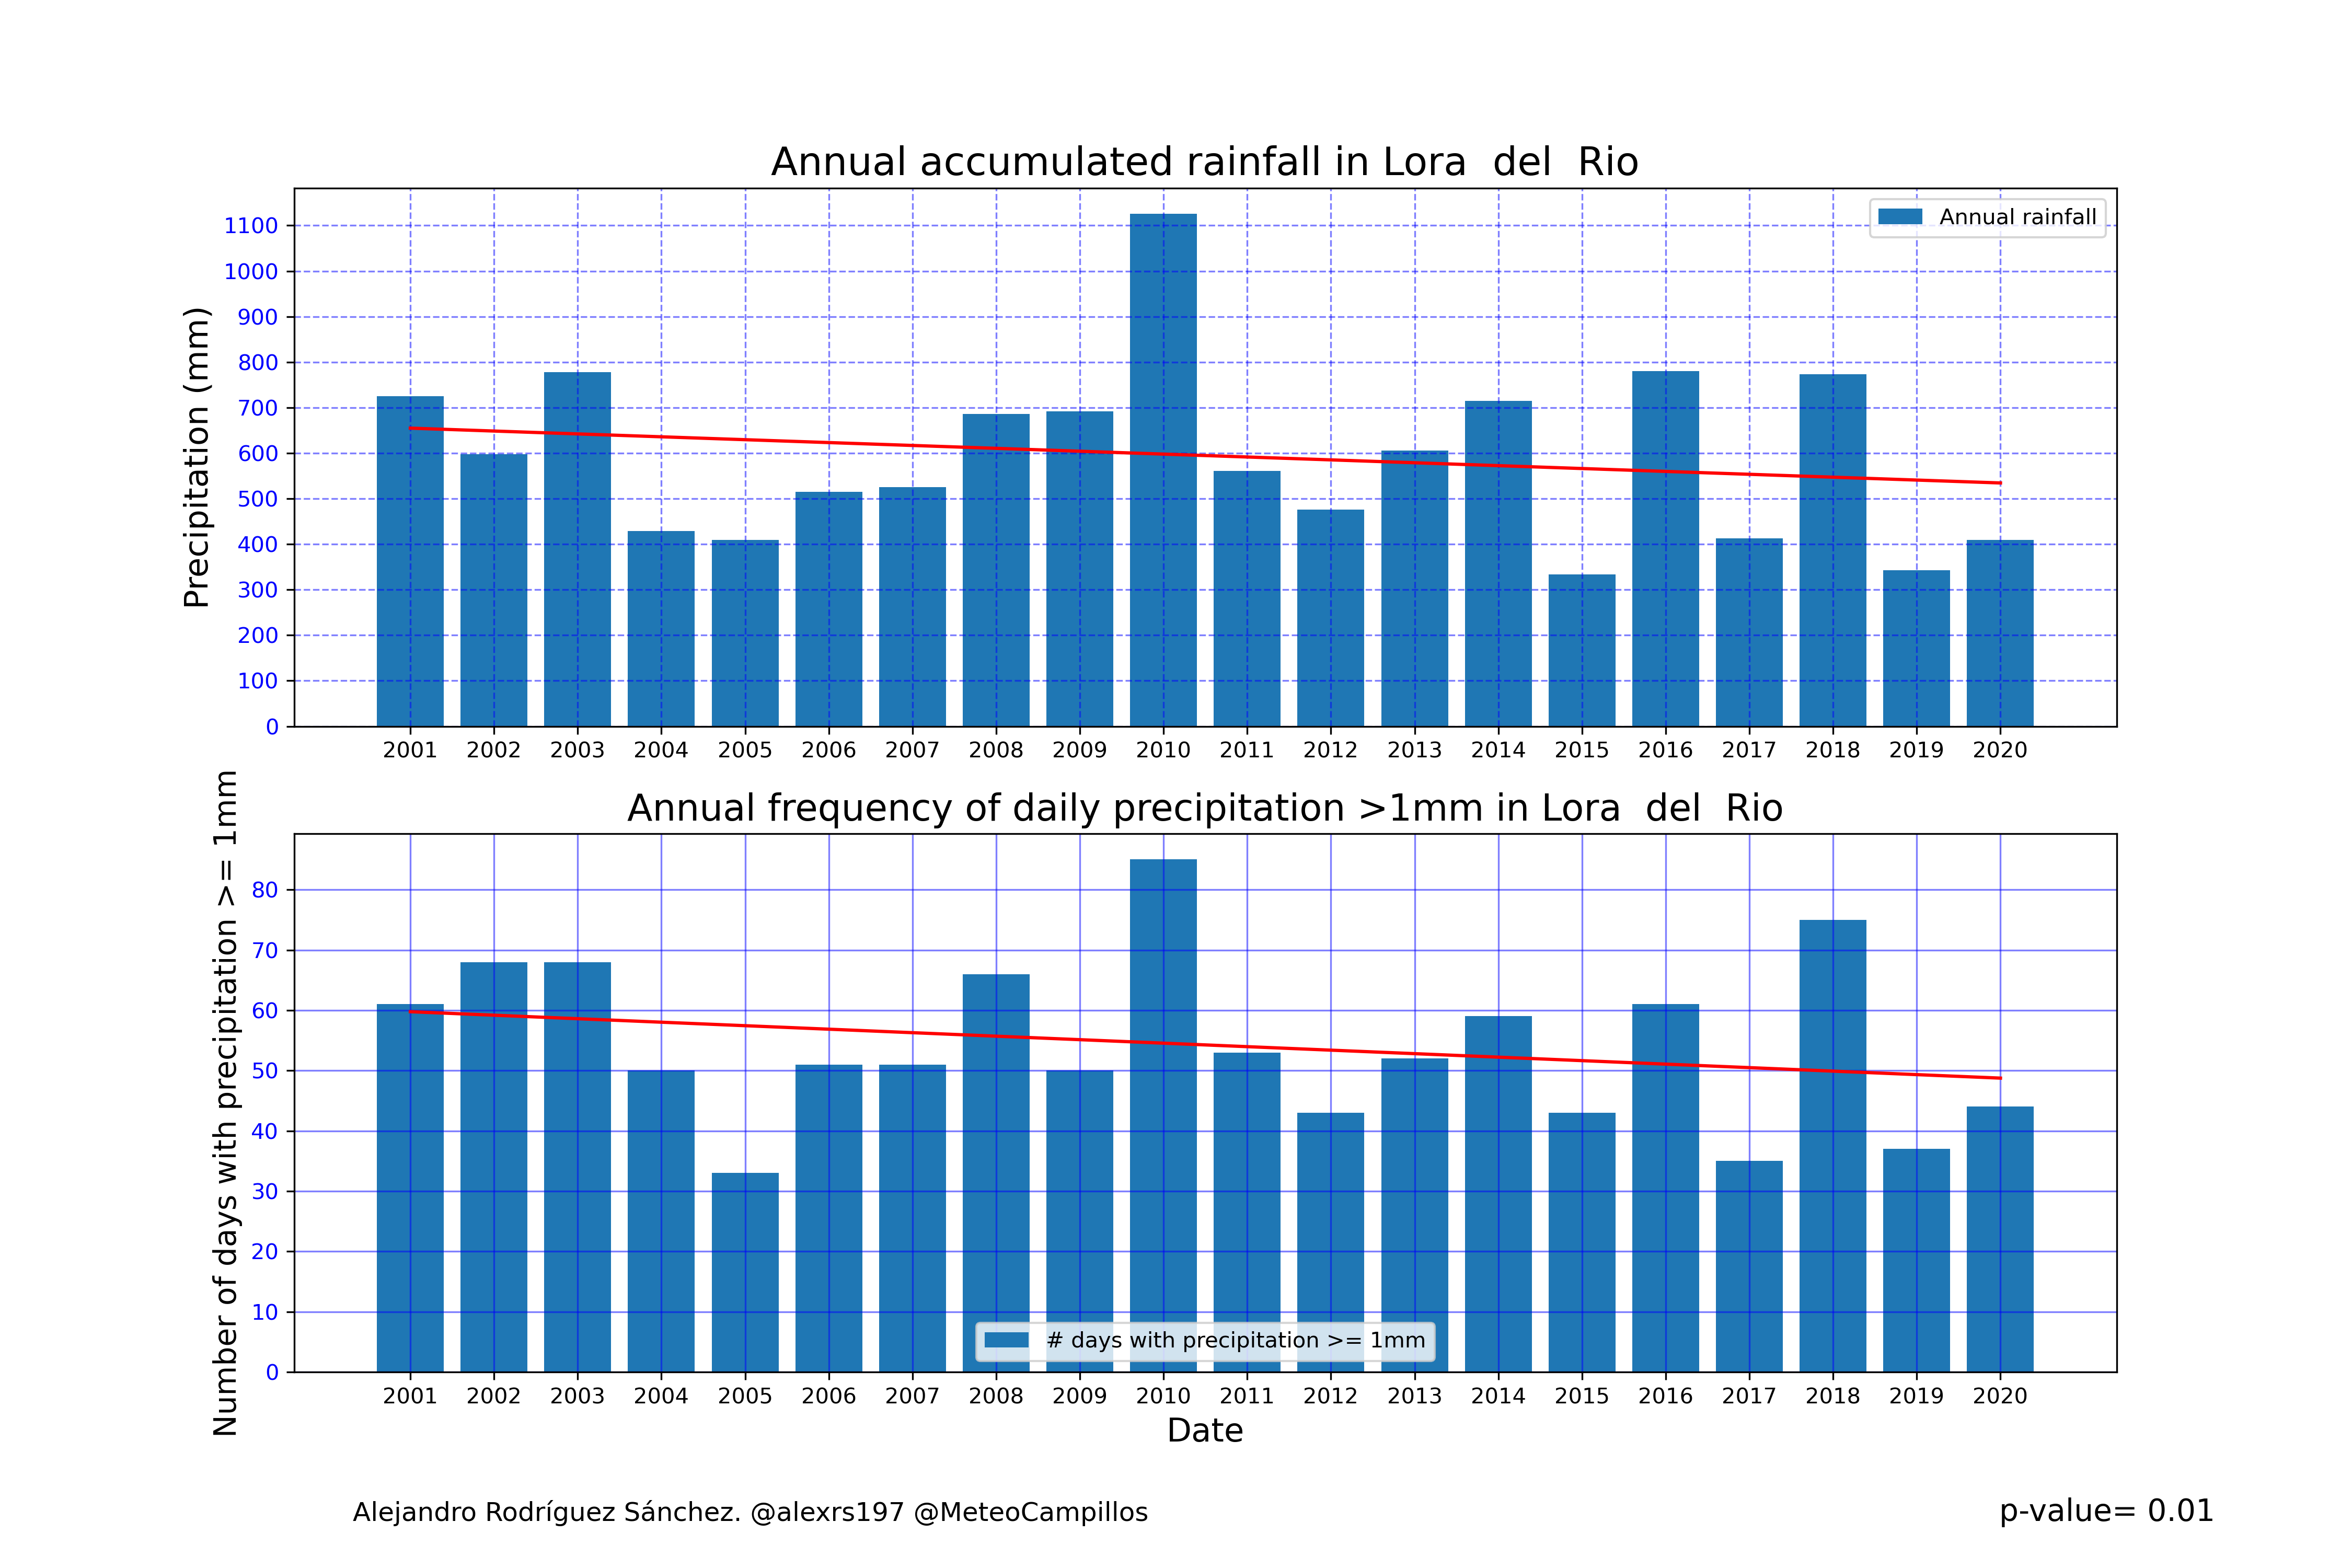 Annual accumulated rainfall in Lora  del  Rio
Precipitation (mm)
1100
1000
900
800
700
600
500
400
300
200
100
0
Annual rainfall
2001 2002 2003 2004 2005 2006 2007 2008 2009 2010 2011 2012 2013 2014 2015 2016 2017 2018 2019 2020
Annual frequency of daily precipitation >1mm in Lora  del  Rio
Number of days with precipitation >= 1mm
80
70
60
50
40
30
20
10
0
# days with precipitation >= 1mm
2001 2002 2003 2004 2005 2006 2007 2008 2009 2010 2011 2012 2013 2014 2015 2016 2017 2018 2019 2020
Date
Alejandro Rodríguez Sánchez. @alexrs197 @MeteoCampillos
p-value= 0.01